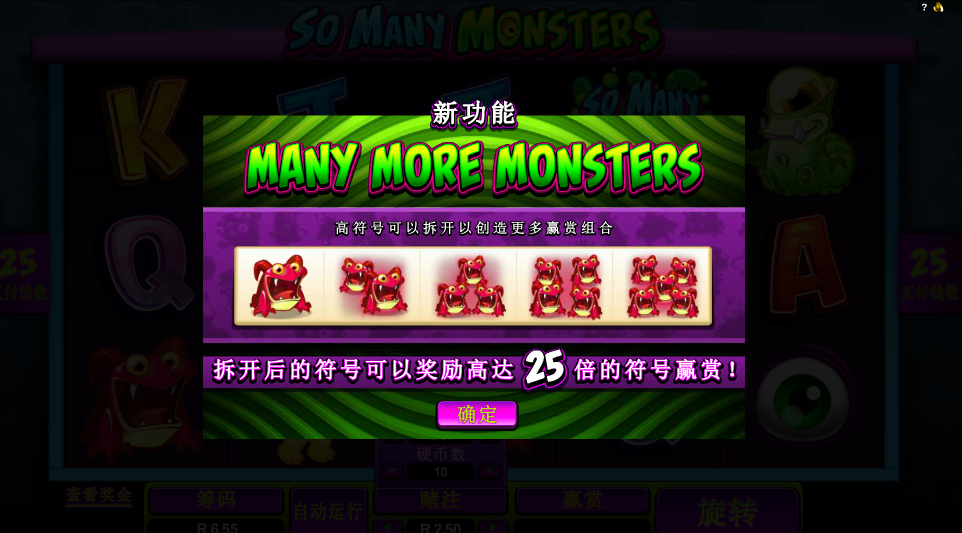 ?
SO MANY MONSTERS
新功能
MANY MORE MONSTERS
高符号可以拆开以创造更多赢赏组合
拆开后的符号可以奖励高达 25 倍的符号赢赏！
确定
K
SO MANY
Q
A
25
支付线数
25
支付线数
硬币数
10
查看奖金
筹码
R 6.55
自动运行
赌注
R 2.50
赢赏
旋转